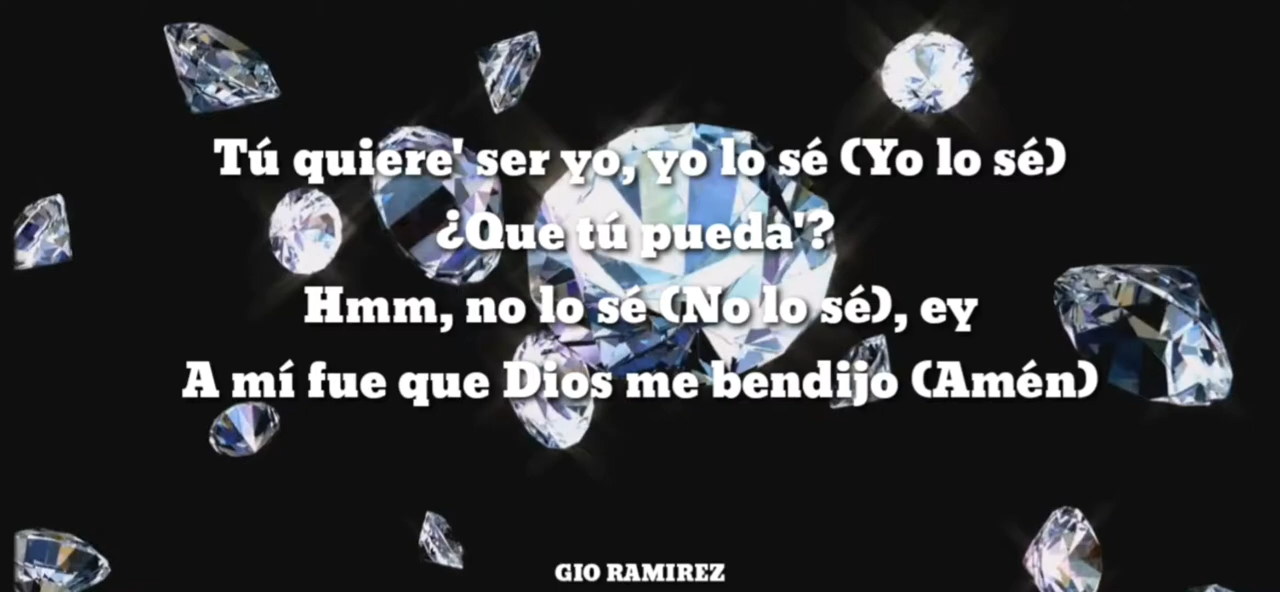 Tú quiere' ser yo, yo lo sé (Yo lo sé)
¿Que tú pueda'?
Hmm, no lo sé (No lo sé), ey
A mí fue que Dios me bendijo (Amén)
GIO RAMIREZ